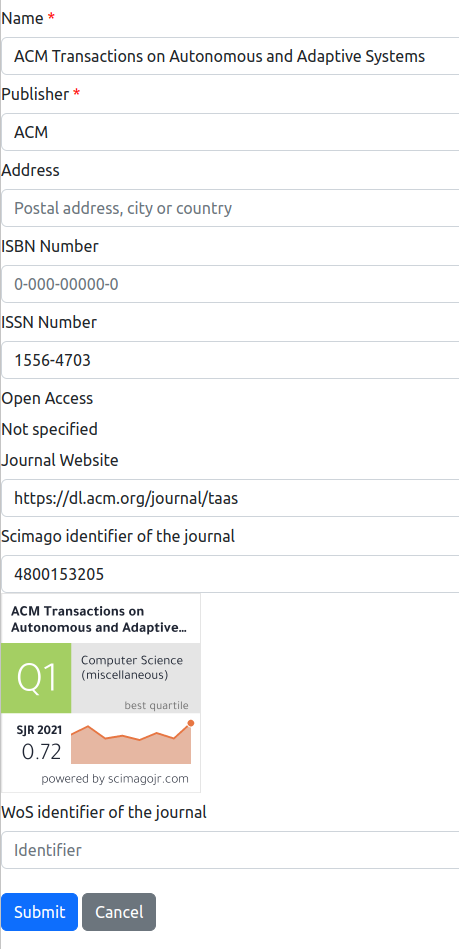 Name *
ACM Transactions on Autonomous and Adaptive Systems
Publisher *
ACM
Address
Postal address, city or country
ISBN Number
0-000-00000-0
ISSN Number
1556-4703
Open Access
Not specified
Journal Website
https://dl.acm.org/journal/taas
Scimago identifier of the journal
4800153205
ACM Transactions on
Autonomous and Adaptive...
Q1
Computer Science
(miscellaneous)
best quartile
SJR 2021
0.72
powered by scimagojr.com
WoS identifier of the journal
Identifier
Submit Cancel